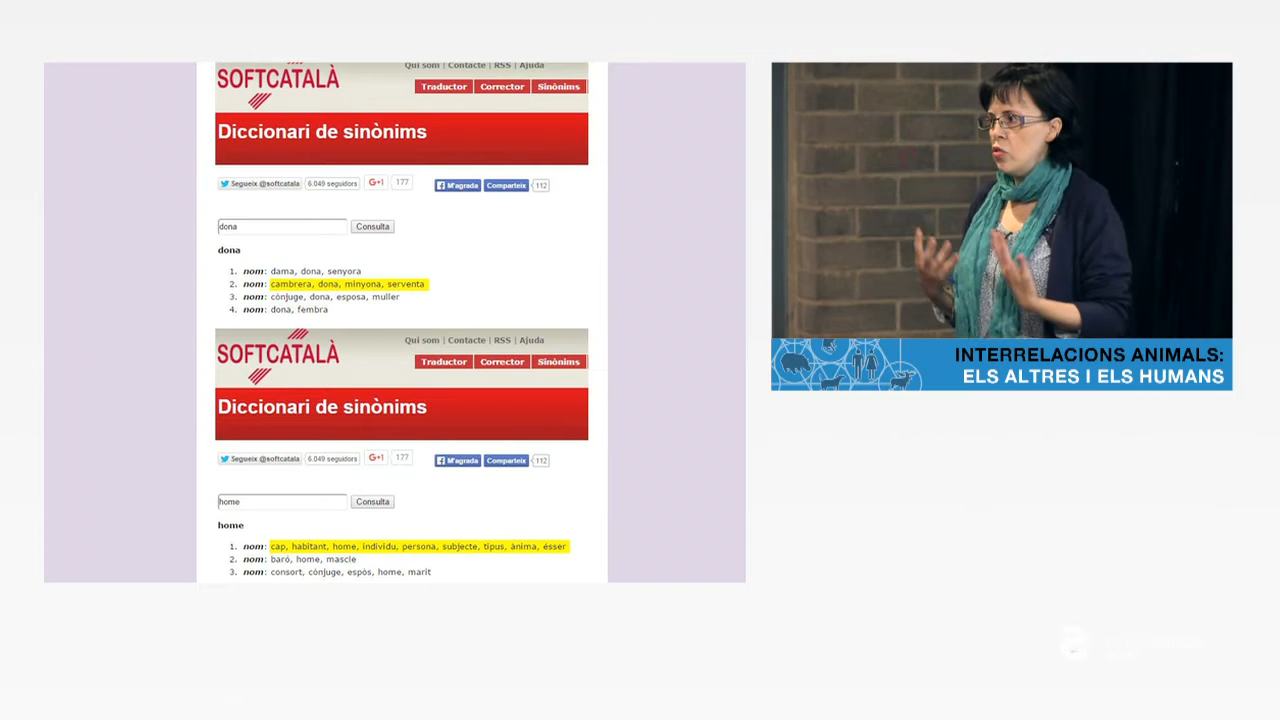 Qui som | Contacte | RSS | Ajuda
SOFTCATALÀ
Traductor Corrector Sinònims
Diccionari de sinònims
Segueix @softcatala 6.049 seguidors G+1 177 M'agrada Comparteix 112
dona Consulta
dona
1. nom: dama, dona, senyora
2. nom: cambrera, dona, minyona, serventa
3. nom: cònjuge, dona, esposa, muller
4. nom: dona, fembra
Qui som | Contacte | RSS | Ajuda
SOFTCATALÀ
Traductor Corrector Sinònims
Diccionari de sinònims
Segueix @softcatala 6.049 seguidors G+1 177 M'agrada Comparteix 112
home Consulta
home
1. nom: cap, habitant, home, individu, persona, subjecte, tipus, ànima, ésser
2. nom: baró, home, mascle
3. nom: consort, cònjuge, espòs, home, marit
INTERRELACIONS ANIMALS:
ELS ALTRES I ELS HUMANS